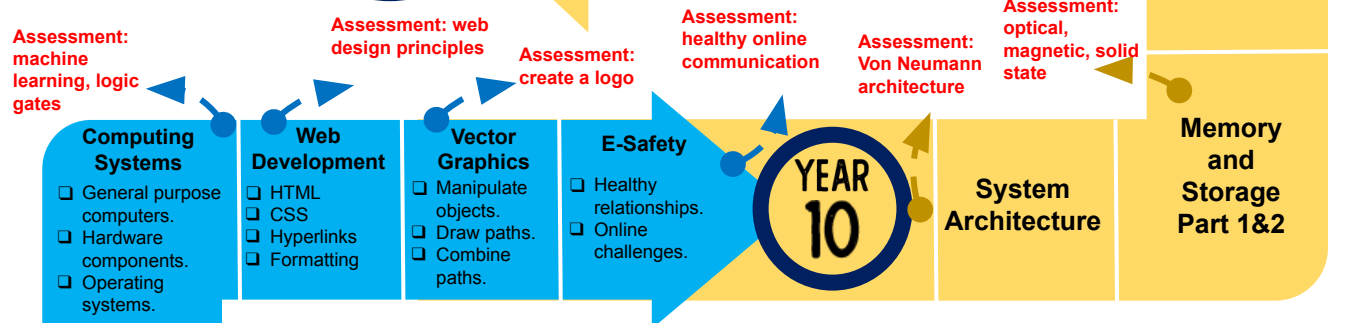 Assessment:
machine
learning, logic
gates
Assessment: web
design principles
Assessment:
create a logo
Assessment:
healthy online
communication
Assessment:
Von Neumann
architecture
Assessment:
optical,
magnetic, solid
state
Computing
Systems
❑ General purpose
computers.
❑ Hardware
components.
❑ Operating
systems.
Web
Development
❑ HTML
❑ CSS
❑ Hyperlinks
❑ Formatting
Vector
Graphics
❑ Manipulate
objects.
❑ Draw paths.
❑ Combine
paths.
E-Safety
❑ Healthy
relationships.
❑ Online
challenges.
YEAR
10
System
Architecture
Memory
and
Storage
Part 1&2